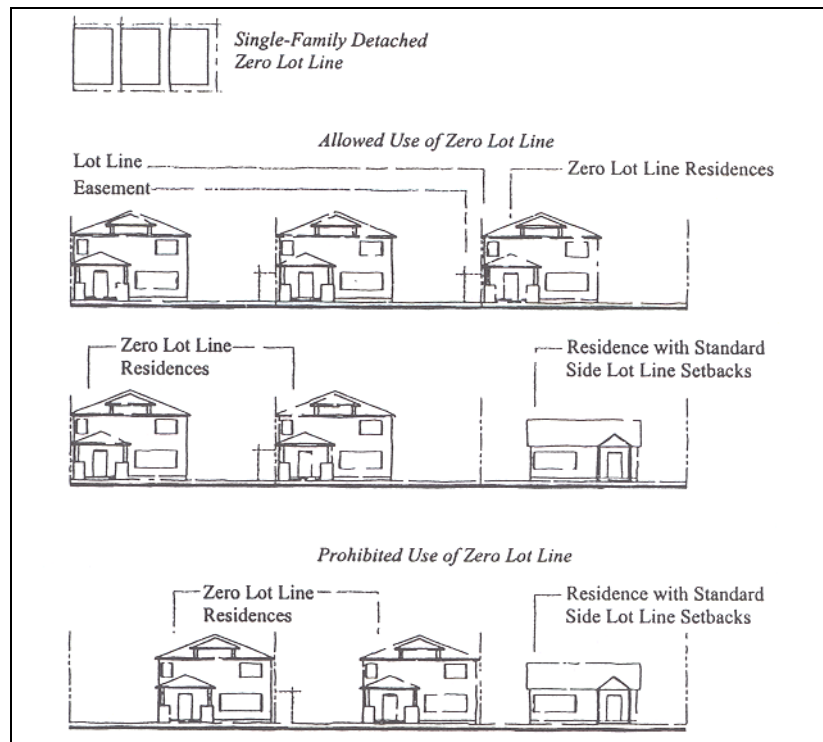 Single-Family Detached
Zero Lot Line
Allowed Use of Zero Lot Line
Lot Line
Easement
Zero Lot Line Residences
Zero Lot Line
Residences
Residence with Standard
Side Lot Line Setbacks
Prohibited Use of Zero Lot Line
Zero Lot Line
Residences
Residence with Standard
Side Lot Line Setbacks